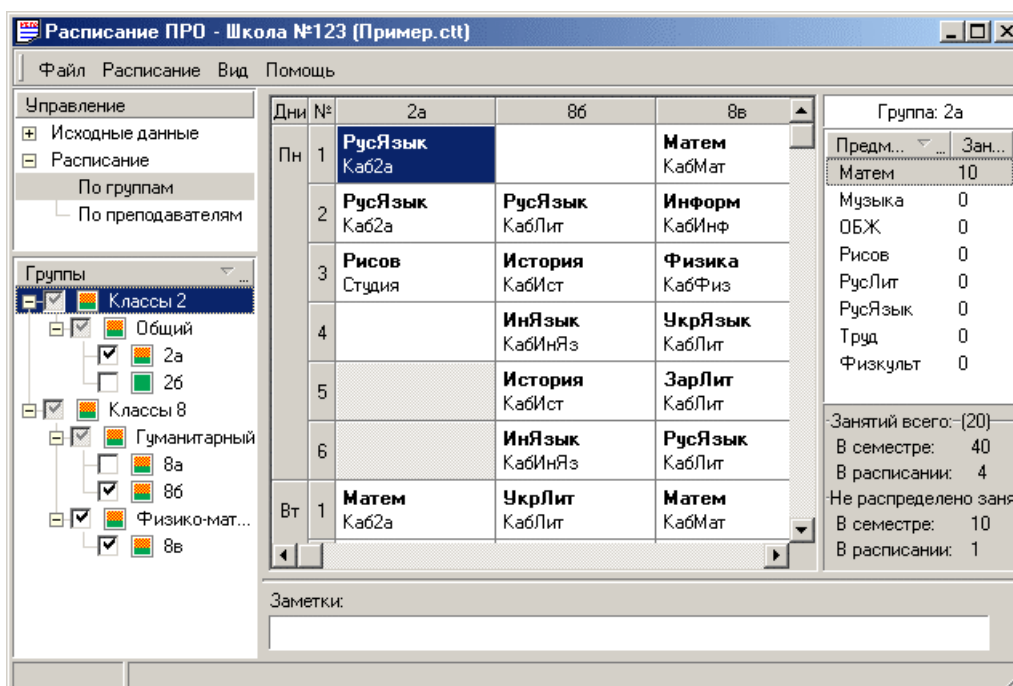 Расписание ПРО - Школа №123 (Пример.ctt)
Файл Расписание Вид Помощь
Управление
Исходные данные
Расписание
По группам
По преподавателям
Группы ...
Классы 2
Общий
2а
2б
Классы 8
Гуманитарный
8а
8б
Физико-мат...
8в
Дни № 2а 8б 8в
Пн 1 РусЯзык Матем
Каб2а КабМат
2 РусЯзык РусЯзык Информ
Каб2а КабЛит КабИнф
3 Рисов История Физика
Студия КабИст КабФиз
4 ИнЯзык УкрЯзык
КабИнЯз КабЛит
5 История ЗарЛит
КабИст КабЛит
6 ИнЯзык РусЯзык
КабИнЯз КабЛит
Вт 1 Матем УкрЛит Матем
Каб2а КабЛит КабМат
Группа: 2а
Предм... ... Зан...
Матем 10
Музыка 0
ОБЖ 0
Рисов 0
РусЛит 0
РусЯзык 0
Труд 0
Физкульт 0
Занятий всего: (20)
В семестре: 40
В расписании: 4
Не распределено заня
В семестре: 10
В расписании: 1
Заметки: